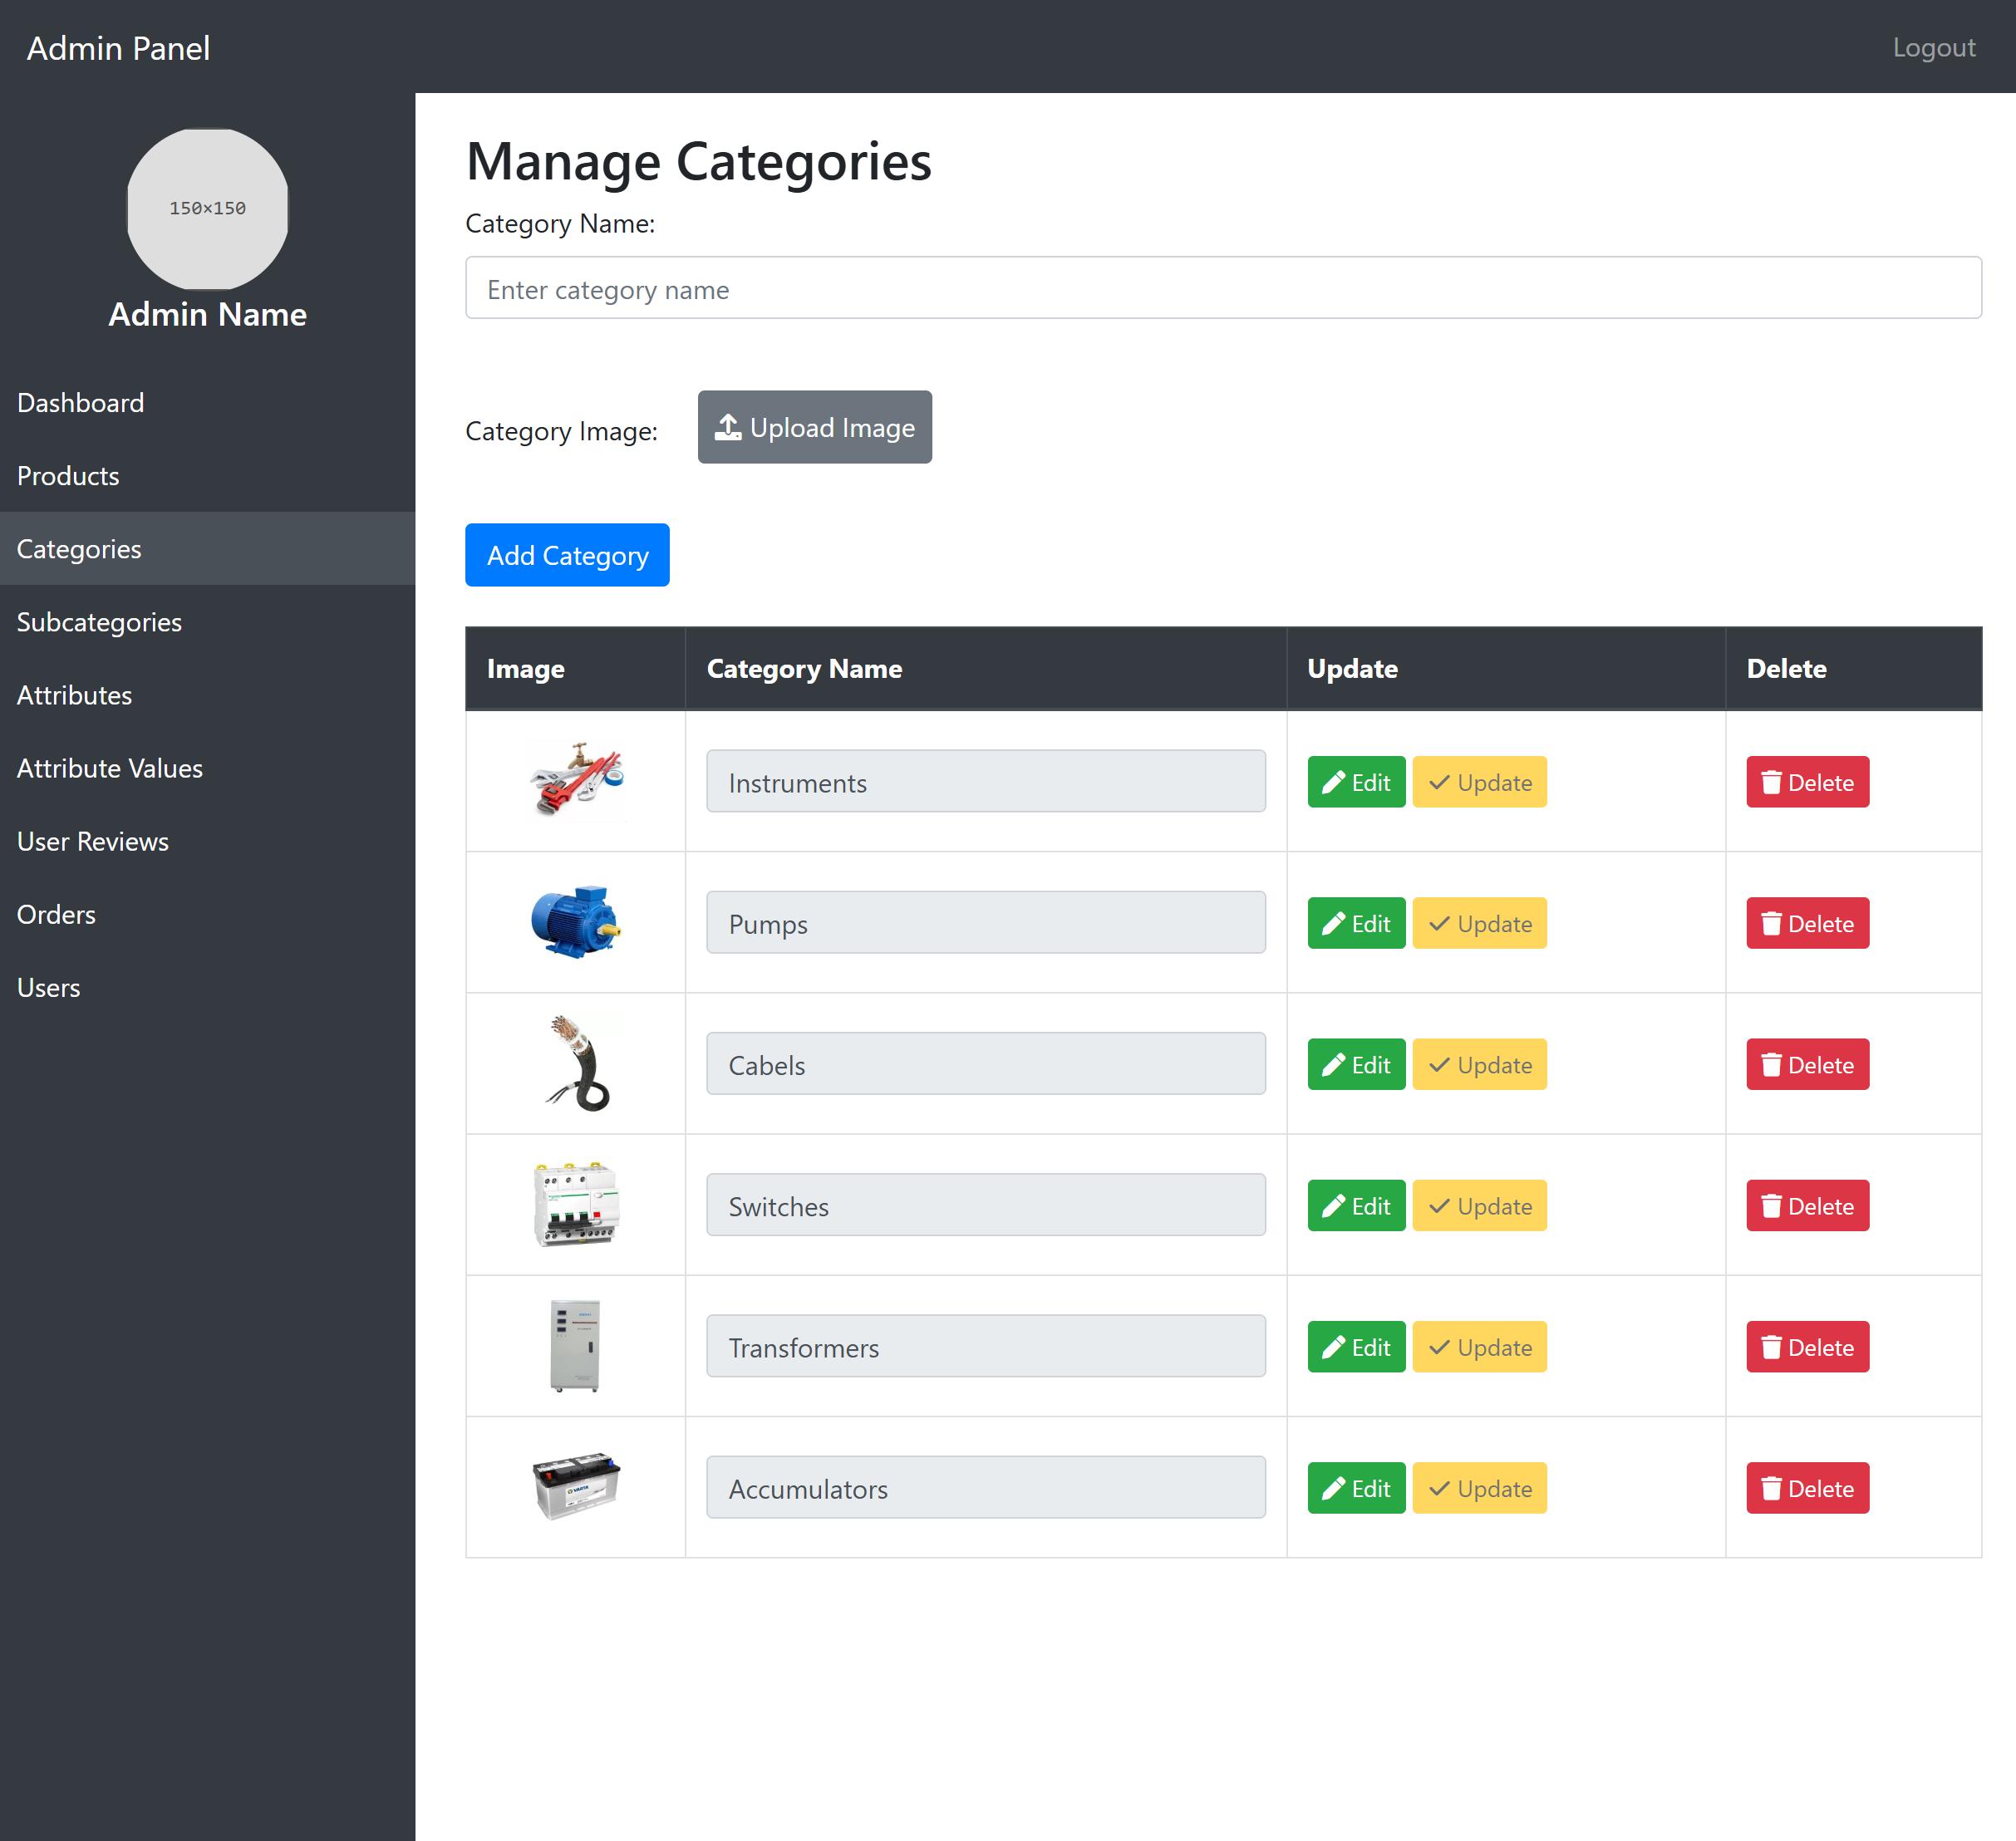 Admin Panel
Logout
150×150
Admin Name
Dashboard
Products
Categories
Subcategories
Attributes
Attribute Values
User Reviews
Orders
Users
Manage Categories
Category Name:
Enter category name
Category Image:
Upload Image
Add Category
Image Category Name Update Delete
Instruments Edit Update Delete
Pumps Edit Update Delete
Cabels Edit Update Delete
Switches Edit Update Delete
Transformers Edit Update Delete
VARTA
Accumulators Edit Update Delete